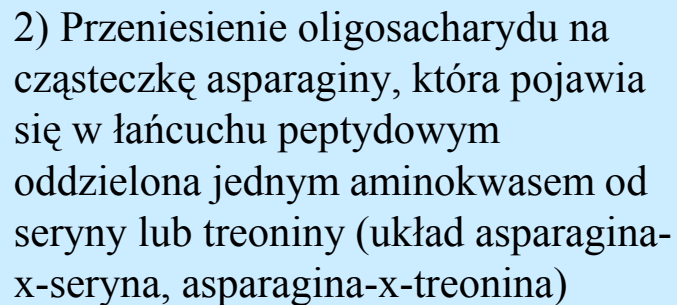 2) Przeniesienie oligosacharydu na
cząsteczkę asparaginy, która pojawia
się w łańcuchu peptydowym
oddzielona jednym aminokwasem od
seryny lub treoniny (układ asparagina-
x-seryna, asparagina-x-treonina)